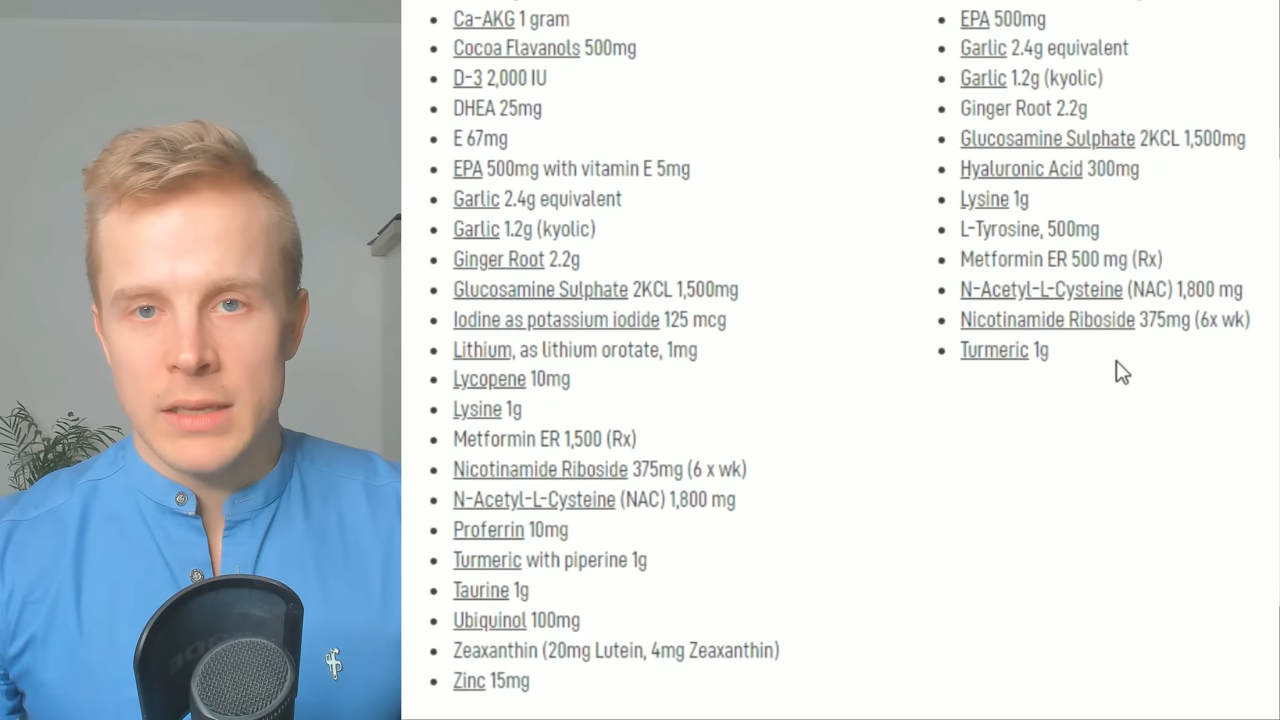 Ca-AKG 1 gram
Cocoa Flavanols 500mg
D-3 2,000 IU
DHEA 25mg
E 67mg
EPA 500mg with vitamin E 5mg
Garlic 2.4g equivalent
Garlic 1.2g (kyolic)
Ginger Root 2.2g
Glucosamine Sulphate 2KCL 1,500mg
Iodine as potassium iodide 125 mcg
Lithium, as lithium orotate, 1mg
Lycopene 10mg
Lysine 1g
Metformin ER 1,500 (Rx)
Nicotinamide Riboside 375mg (6 x wk)
N-Acetyl-L-Cysteine (NAC) 1,800 mg
Proferrin 10mg
Turmeric with piperine 1g
Taurine 1g
Ubiquinol 100mg
Zeaxanthin (20mg Lutein, 4mg Zeaxanthin)
Zinc 15mg
EPA 500mg
Garlic 2.4g equivalent
Garlic 1.2g (kyolic)
Ginger Root 2.2g
Glucosamine Sulphate 2KCL 1,500mg
Hyaluronic Acid 300mg
Lysine 1g
L-Tyrosine, 500mg
Metformin ER 500 mg (Rx)
N-Acetyl-L-Cysteine (NAC) 1,800 mg
Nicotinamide Riboside 375mg (6x wk)
Turmeric 1g